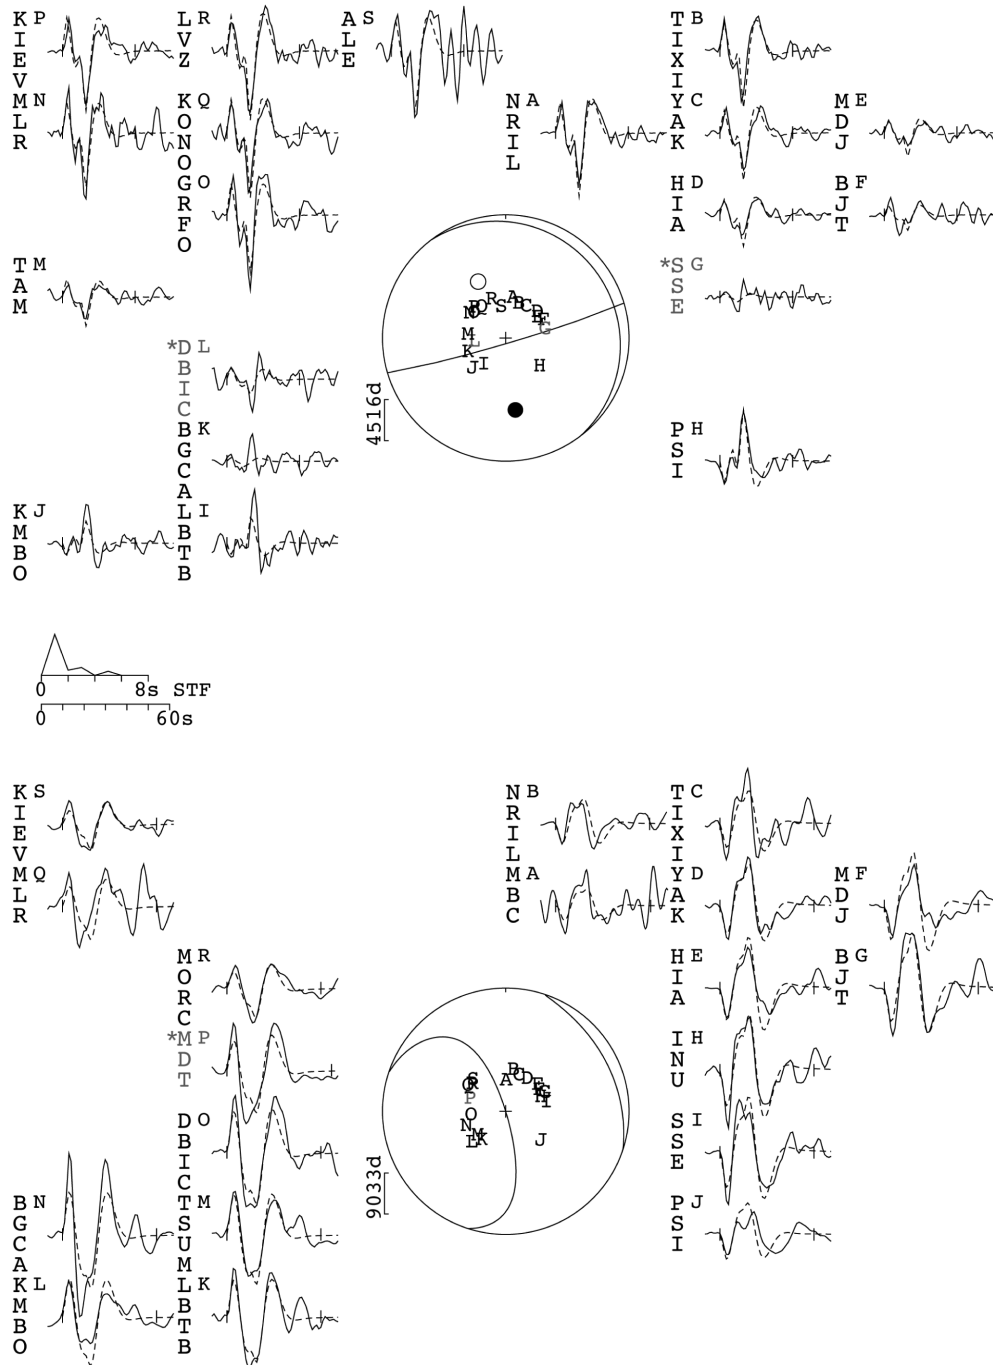 KIEV P
LVZ R
ALE S
TIXI B
MLR N
KONO Q
NRIL A
YAK C
MDJ E
GRFO O
HIA D
BJT F
TAM M
*SSE G
*DBIC L
BGCA K
PSI H
KMBO J
LBTB I
4516d
0 8s STF
0 60s
KIEV S
NRIL B
TIXI C
MLR Q
MBC A
YAK D
MDJ F
MORC R
HIA E
BJT G
*MDT P
INU H
DBIC O
SSE I
BGCA N
TSUM M
PSI J
KMBO L
LBTB K
9033d